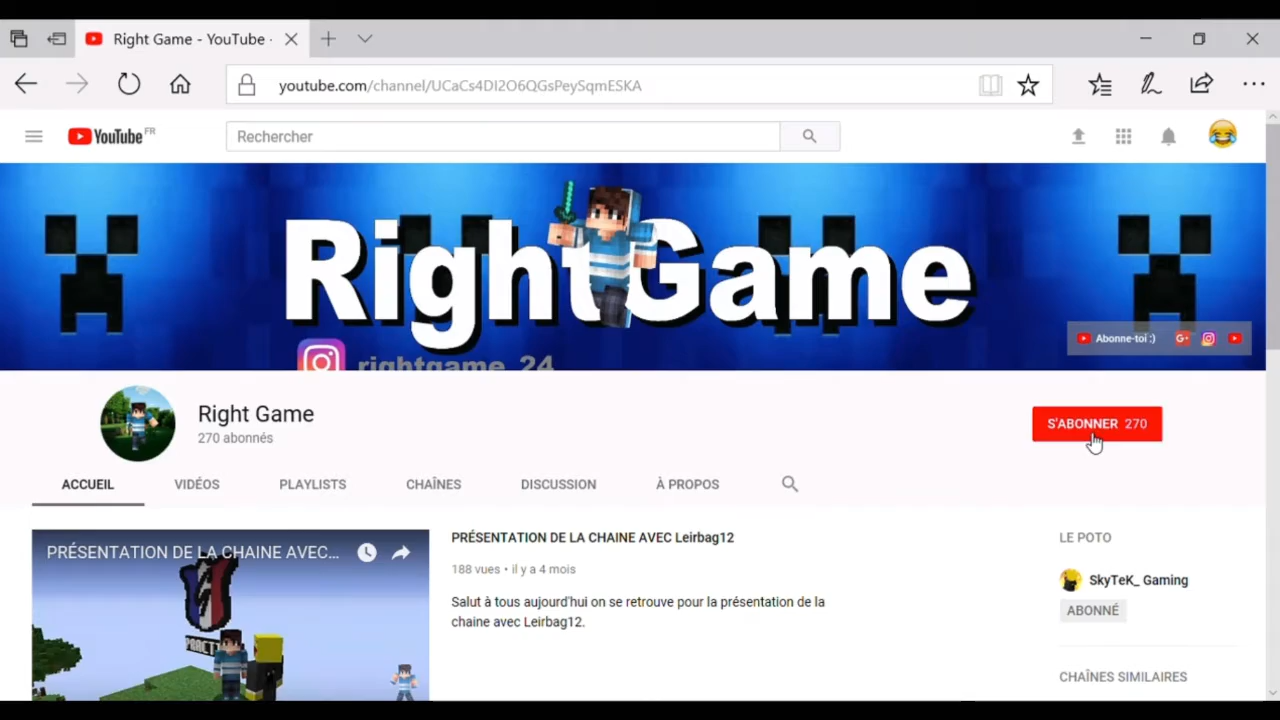 Right Game - YouTube -
youtube.com/channel/UCaCs4DI2O6QGsPeySqmESKA
YouTube FR
Rechercher
RightGame
rightgame_24
Abonne-toi :)
G+
Right Game
270 abonnés
S'ABONNER 270
ACCUEIL VIDÉOS PLAYLISTS CHAÎNES DISCUSSION À PROPOS
PRÉSENTATION DE LA CHAINE AVEC...
PRÉSENTATION DE LA CHAINE AVEC Leirbag12
188 vues • il y a 4 mois
Salut à tous aujourd'hui on se retrouve pour la présentation de la
chaine avec Leirbag12.
LE POTO
SkyTeK_ Gaming
ABONNÉ
CHAÎNES SIMILAIRES